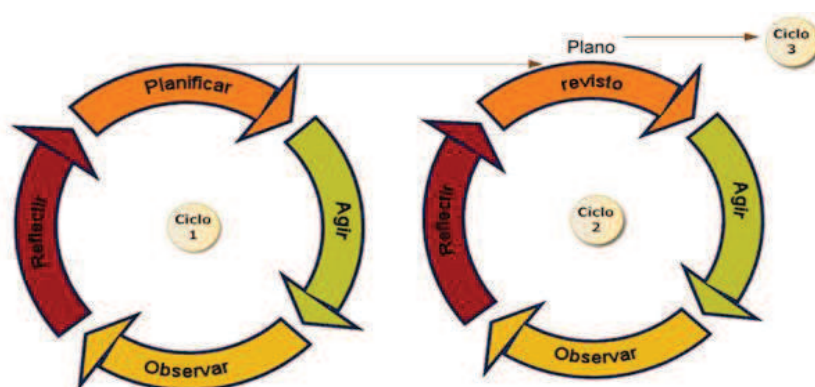 Planificar
Agir
Observar
Reflectir
Ciclo
1
Plano
revisto
Agir
Observar
Reflectir
Ciclo
2
Ciclo
3